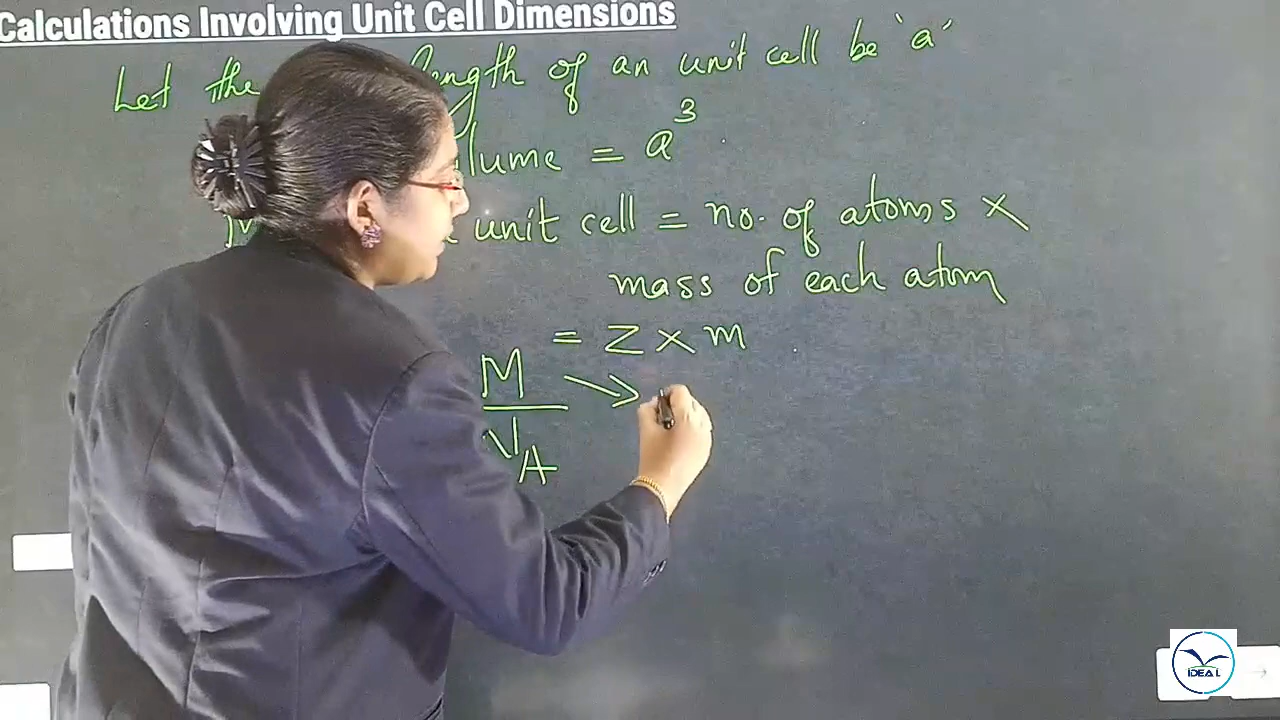 Calculations Involving Unit Cell Dimensions
Let the length of an unit cell be 'a'
= a³
unit cell = no. of atoms ×
mass of each atom
= Z × m
M →
A
IDEAL